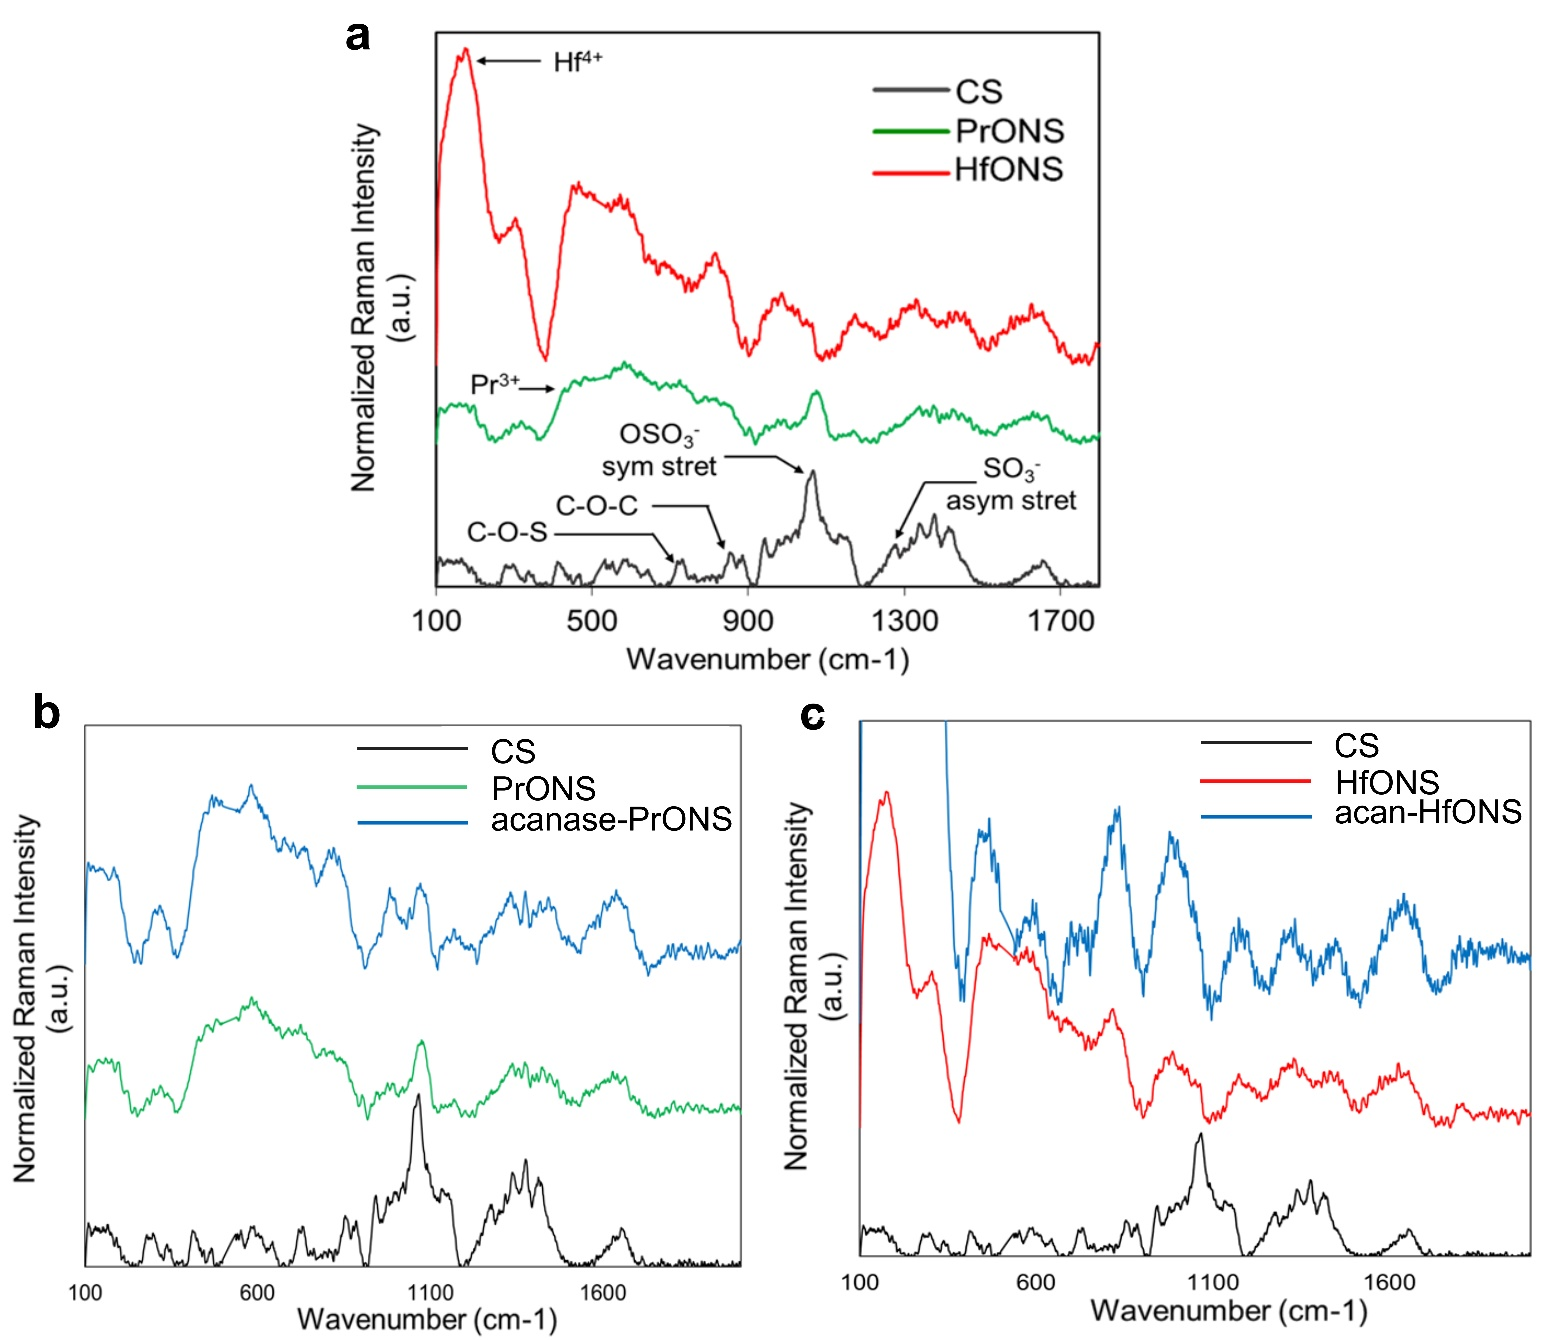 a
Hf4+
CS
PrONS
HfONS
Normalized Raman Intensity
(a.u.)
Pr3+
OSO3-
sym stret
SO3-
asym stret
C-O-C
C-O-S
100 500 900 1300 1700
Wavenumber (cm-1)
b
CS
PrONS
acanase-PrONS
Normalized Raman Intensity
(a.u.)
100 600 1100 1600
Wavenumber (cm-1)
c
CS
HfONS
acan-HfONS
Normalized Raman Intensity
(a.u.)
100 600 1100 1600
Wavenumber (cm-1)